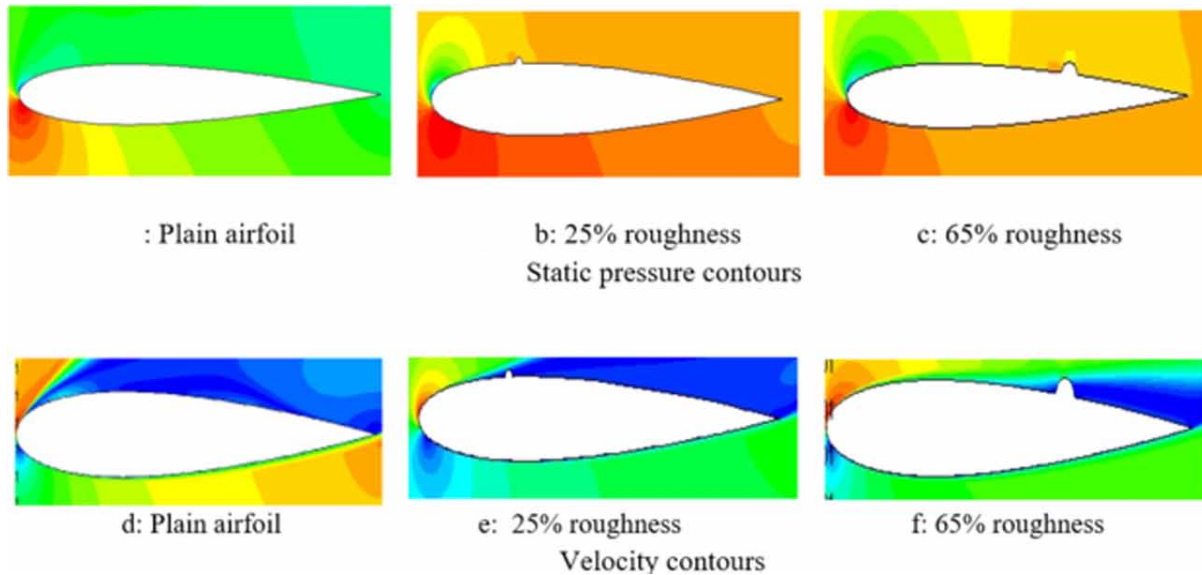 : Plain airfoil
b: 25% roughness
c: 65% roughness
Static pressure contours
d: Plain airfoil
e: 25% roughness
f: 65% roughness
Velocity contours